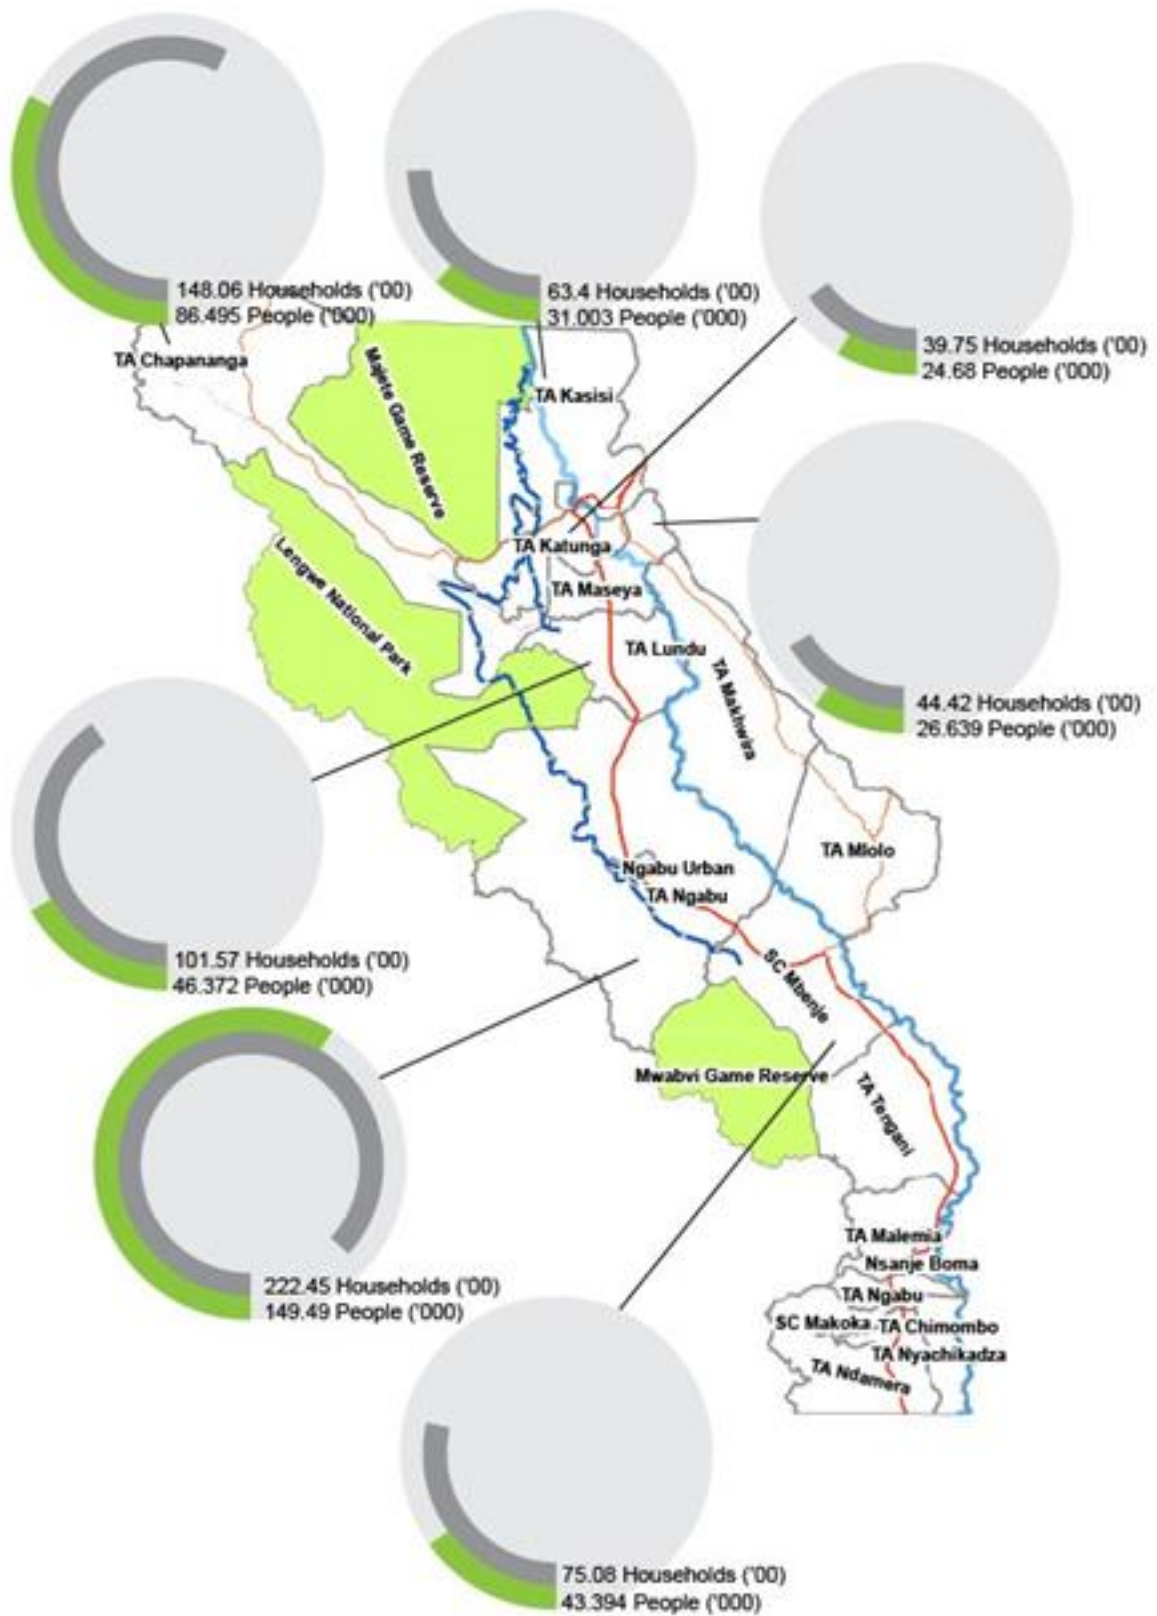 148.06 Households ('00)
86.495 People ('000)
63.4 Households ('00)
31.003 People ('000)
39.75 Households ('00)
24.68 People ('000)
TA Chapananga
Majete Game Reserve
TA Kasisi
Lengwe National Park
TA Katunga
TA Maseya
TA Lundu
TA Makhwira
44.42 Households ('00)
26.639 People ('000)
TA Mlolo
Ngabu Urban
TA Ngabu
101.57 Households ('00)
46.372 People ('000)
SC Mbenje
Mwabvi Game Reserve
TA Tengani
TA Malemia
Nsanje Boma
222.45 Households ('00)
149.49 People ('000)
TA Ngabu
SC Makoka
TA Chimombo
TA Nyachikadza
TA Ndamera
75.08 Households ('00)
43.394 People ('000)